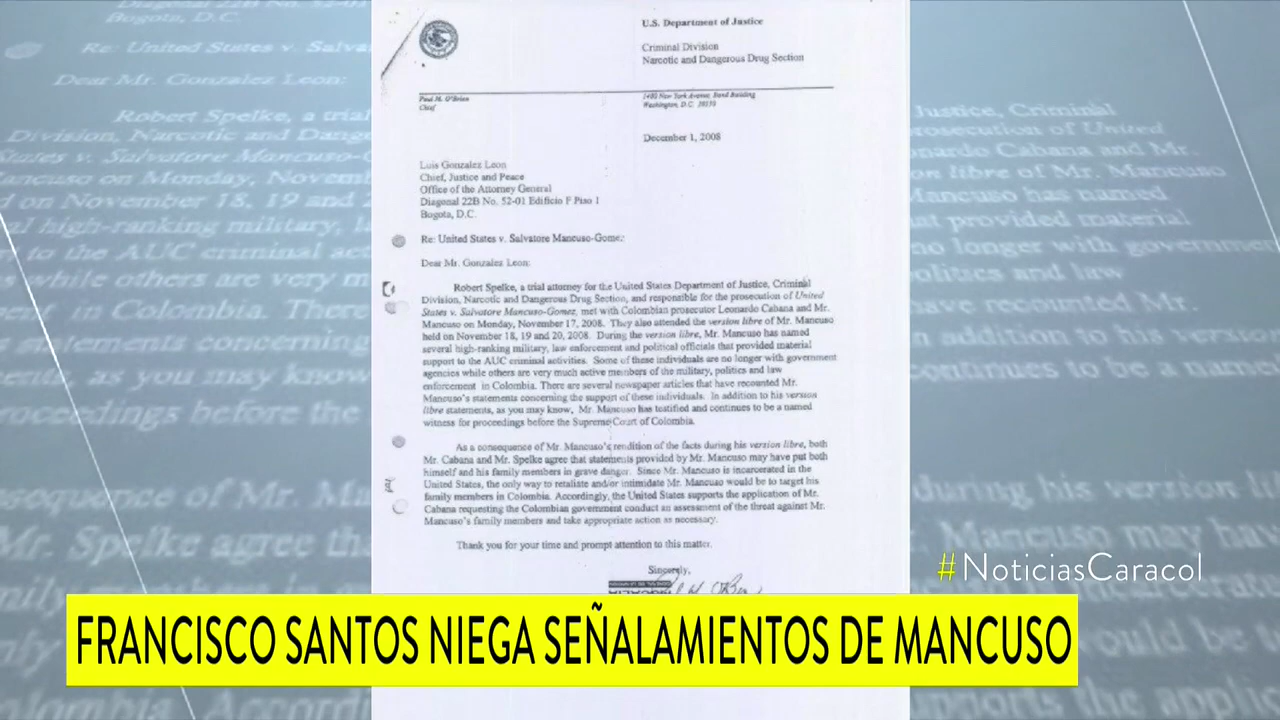 U.S. Department of Justice
Criminal Division
Narcotic and Dangerous Drug Section
Paul M. O'Brien
Chief
1400 New York Avenue, Bond Building
Washington, D.C. 20530
December 1, 2008
Luis Gonzalez Leon
Chief, Justice and Peace
Office of the Attorney General
Diagonal 22B No. 52-01 Edificio F Piso 1
Bogota, D.C.
Re: United States v. Salvatore Mancuso-Gomez
Dear Mr. Gonzalez Leon:
Robert Spelke, a trial attorney for the United States Department of Justice, Criminal
Division, Narcotic and Dangerous Drug Section, and responsible for the prosecution of United
States v. Salvatore Mancuso-Gomez, met with Colombian prosecutor Leonardo Cabana and Mr.
Mancuso on Monday, November 17, 2008. They also attended the version libre of Mr. Mancuso
held on November 18, 19 and 20, 2008. During the version libre, Mr. Mancuso has named
several high-ranking military, law enforcement and political officials that provided material
support to the AUC criminal activities. Some of these individuals are no longer with government
agencies while others are very much active members of the military, politics and law
enforcement in Colombia. There are several newspaper articles that have recounted Mr.
Mancuso's statements concerning the support of these individuals. In addition to his version
libre statements, as you may know, Mr. Mancuso has testified and continues to be a named
witness for proceedings before the Supreme Court of Colombia.
As a consequence of Mr. Mancuso's rendition of the facts during his version libre, both
Mr. Cabana and Mr. Spelke agree that statements provided by Mr. Mancuso may have put both
himself and his family members in grave danger. Since Mr. Mancuso is incarcerated in the
United States, the only way to retaliate and/or intimidate Mr. Mancuso would be to target his
family members in Colombia. Accordingly, the United States supports the application of Mr.
Cabana requesting the Colombian government conduct an assessment of the threat against Mr.
Mancuso's family members and take appropriate action as necessary.
Thank you for your time and prompt attention to this matter.
Sincerely,
#NoticiasCaracol
FRANCISCO SANTOS NIEGA SEÑALAMIENTOS DE MANCUSO